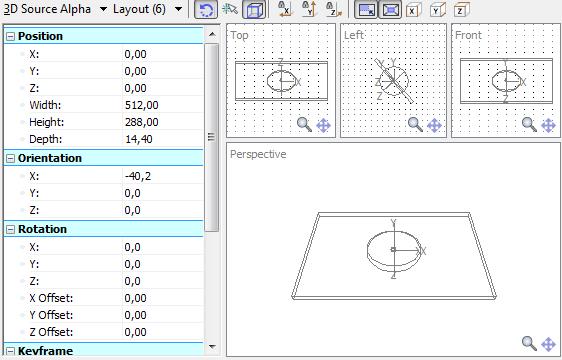 3D Source Alpha Layout (6) X Y Z X Y Z
Position
X: 0,00
Y: 0,00
Z: 0,00
Width: 512,00
Height: 288,00
Depth: 14,40
Orientation
X: -40,2
Y: 0,0
Z: 0,0
Rotation
X: 0,0
Y: 0,0
Z: 0,0
X Offset: 0,00
Y Offset: 0,00
Z Offset: 0,00
Keyframe
Top
Z
X
Y
Left
Y
Y
Z
Z
Front
Y
X
Z
Perspective
Y
X
Z